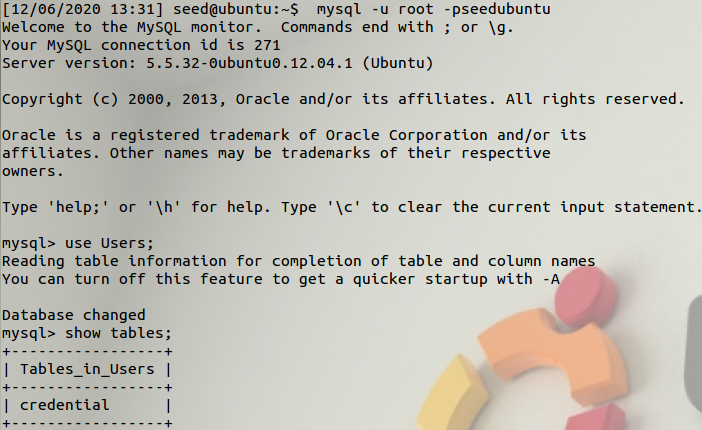 [12/06/2020 13:31] seed@ubuntu:~$  mysql -u root -pseedubuntu
Welcome to the MySQL monitor.  Commands end with ; or \g.
Your MySQL connection id is 271
Server version: 5.5.32-0ubuntu0.12.04.1 (Ubuntu)

Copyright (c) 2000, 2013, Oracle and/or its affiliates. All rights reserved.

Oracle is a registered trademark of Oracle Corporation and/or its
affiliates. Other names may be trademarks of their respective
owners.

Type 'help;' or '\h' for help. Type '\c' to clear the current input statement.

mysql> use Users;
Reading table information for completion of table and column names
You can turn off this feature to get a quicker startup with -A

Database changed
mysql> show tables;
+-----------------+
| Tables_in_Users |
+-----------------+
| credential      |
+-----------------+